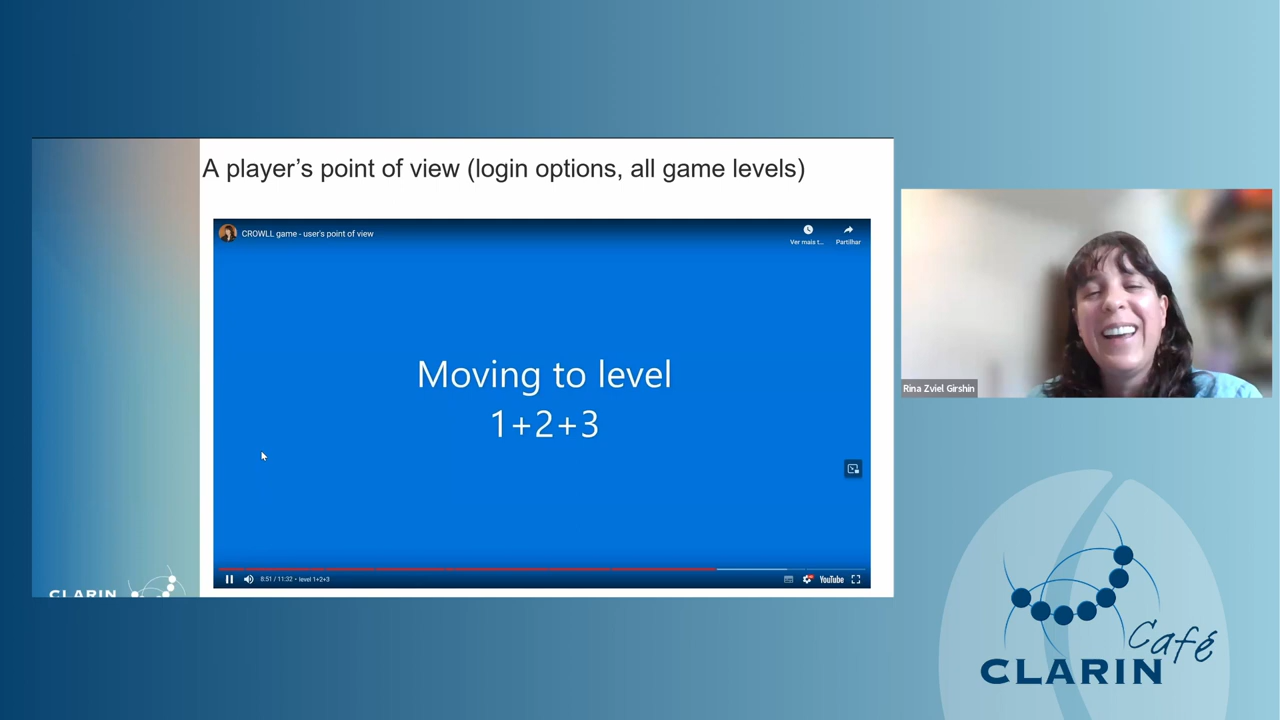 A player's point of view (login options, all game levels)
CROWLL game - user's point of view
Ver mais t...
Partilhar
Moving to level
1+2+3
8:51 / 11:32 • level 1+2+3
YouTube
CLARIN
Rina Zviel Girshin
Café
CLARIN